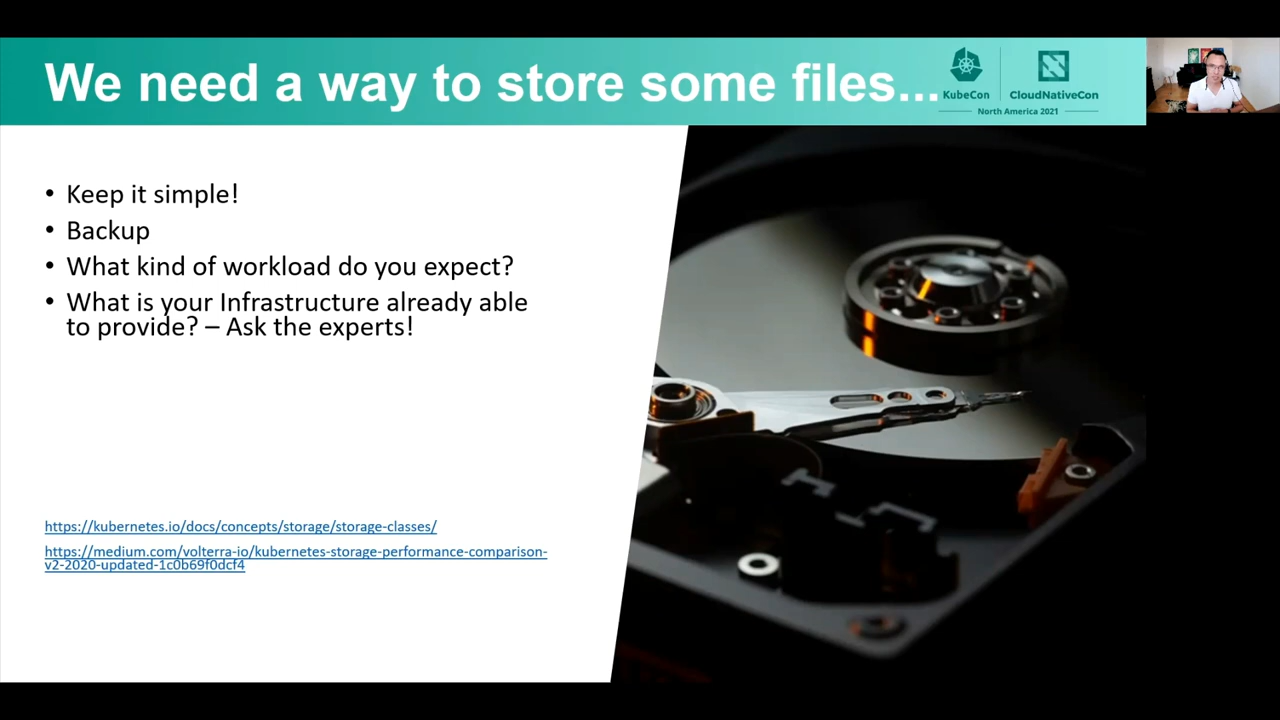 We need a way to store some files...
KubeCon
CloudNativeCon
North America 2021
• Keep it simple!
• Backup
• What kind of workload do you expect?
• What is your Infrastructure already able
to provide? – Ask the experts!
https://kubernetes.io/docs/concepts/storage/storage-classes/
https://medium.com/volterra-io/kubernetes-storage-performance-comparison-
v2-2020-updated-1c0b69f0dcf4